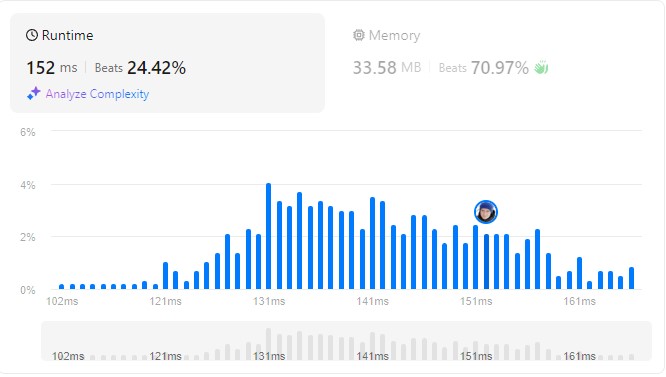 Runtime
152 ms Beats 24.42%
Analyze Complexity
Memory
33.58 MB Beats 70.97%
6%
4%
2%
0%
102ms 121ms 131ms 141ms 151ms 161ms
102ms 121ms 131ms 141ms 151ms 161ms